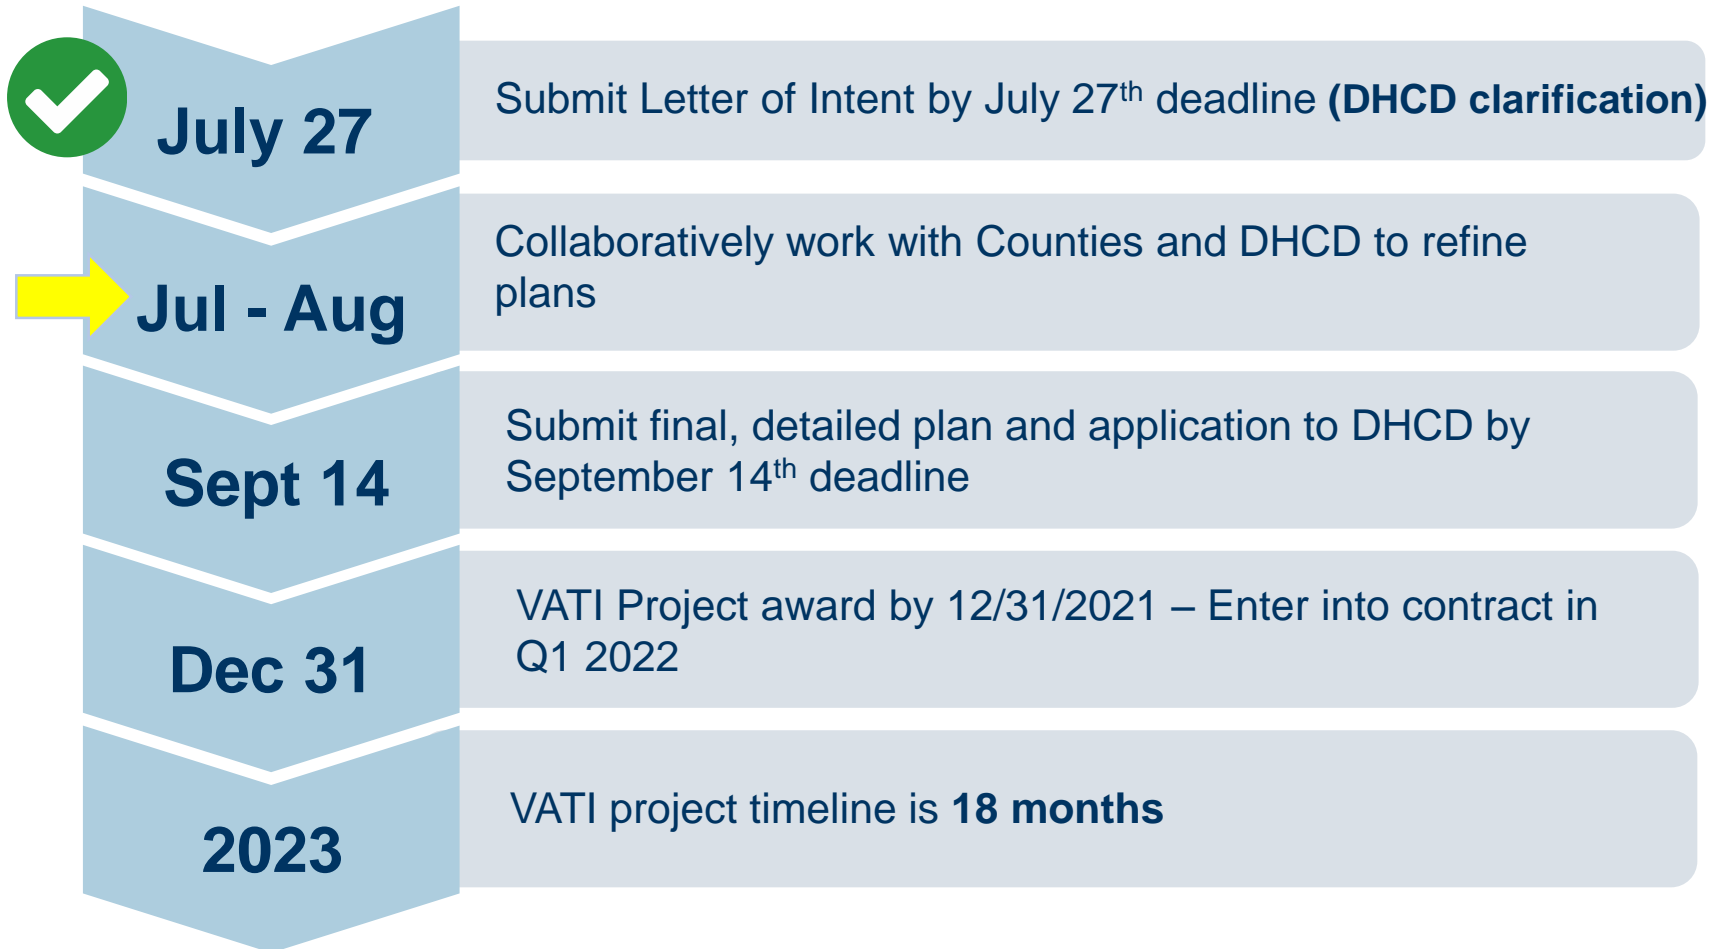 July 27
Submit Letter of Intent by July 27th deadline (DHCD clarification)
Jul - Aug
Collaboratively work with Counties and DHCD to refine
plans
Sept 14
Submit final, detailed plan and application to DHCD by
September 14th deadline
Dec 31
VATI Project award by 12/31/2021 – Enter into contract in
Q1 2022
2023
VATI project timeline is 18 months